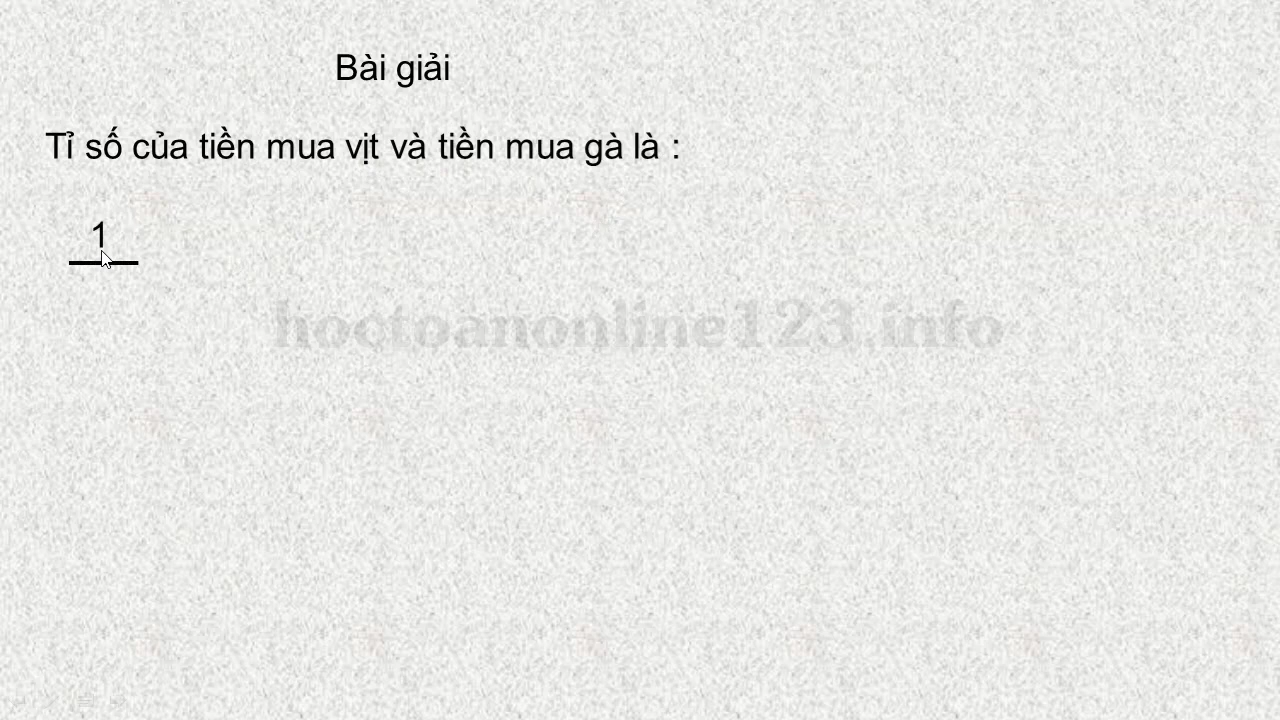 Bài giải
Tỉ số của tiền mua vịt và tiền mua gà là :
1
hoctoanonline123.info